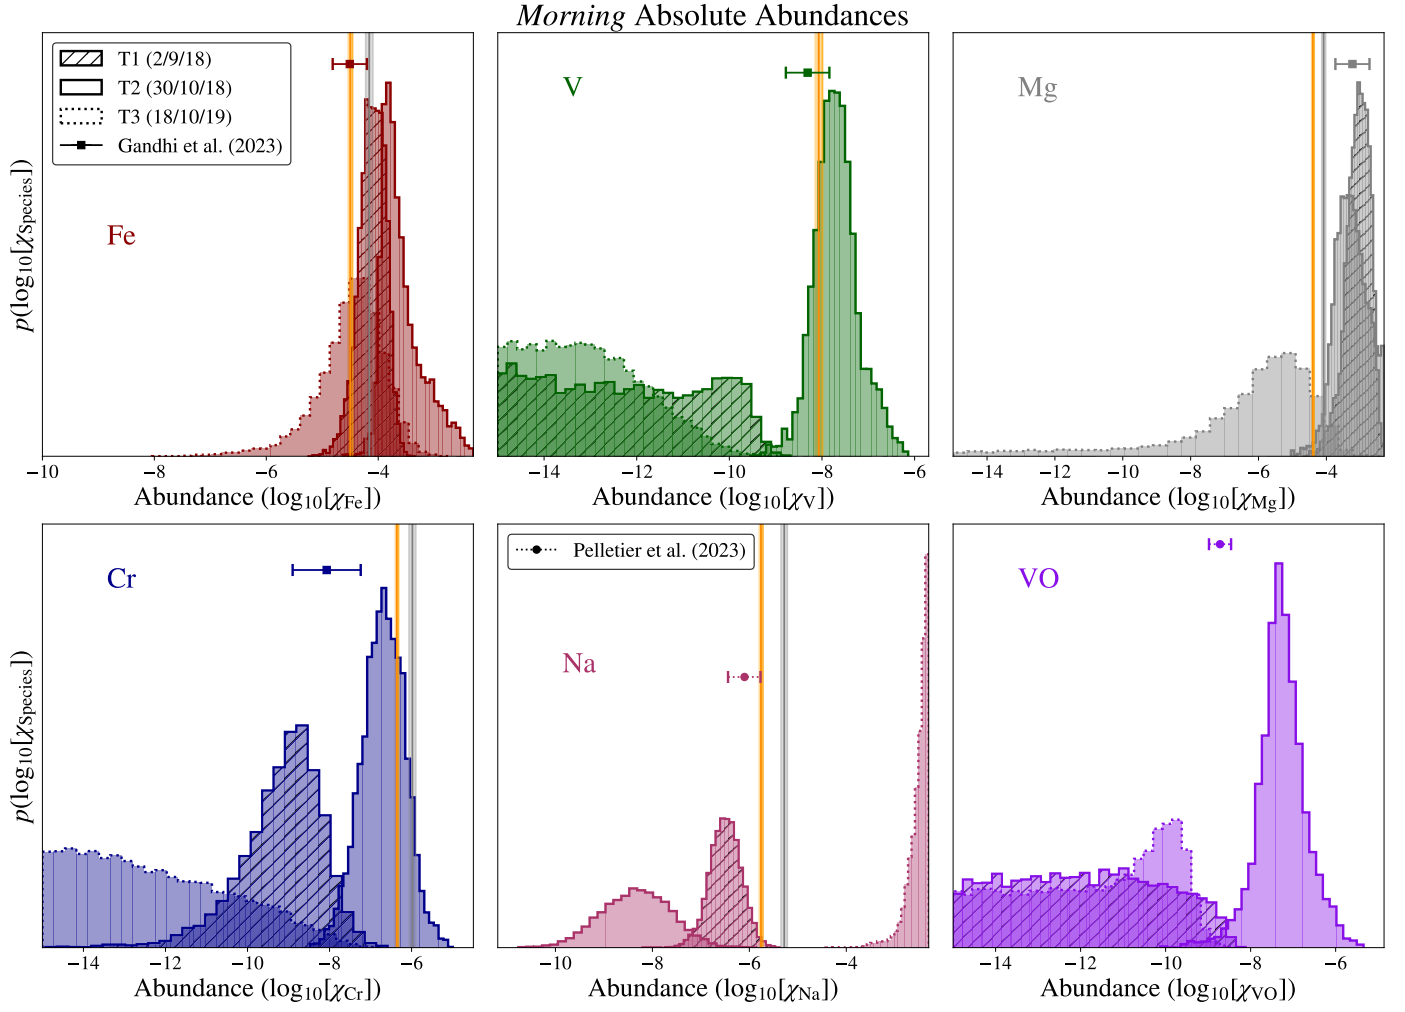 Morning Absolute Abundances
T1 (2/9/18)
T2 (30/10/18)
T3 (18/10/19)
Gandhi et al. (2023)
Fe
p(log10[χSpecies])
−10 −8 −6 −4
Abundance (log10[χFe])
V
−14 −12 −10 −8 −6
Abundance (log10[χV])
Mg
−14 −12 −10 −8 −6 −4
Abundance (log10[χMg])
Cr
p(log10[χSpecies])
−14 −12 −10 −8 −6
Abundance (log10[χCr])
Pelletier et al. (2023)
Na
−10 −8 −6 −4
Abundance (log10[χNa])
VO
−14 −12 −10 −8 −6
Abundance (log10[χVO])